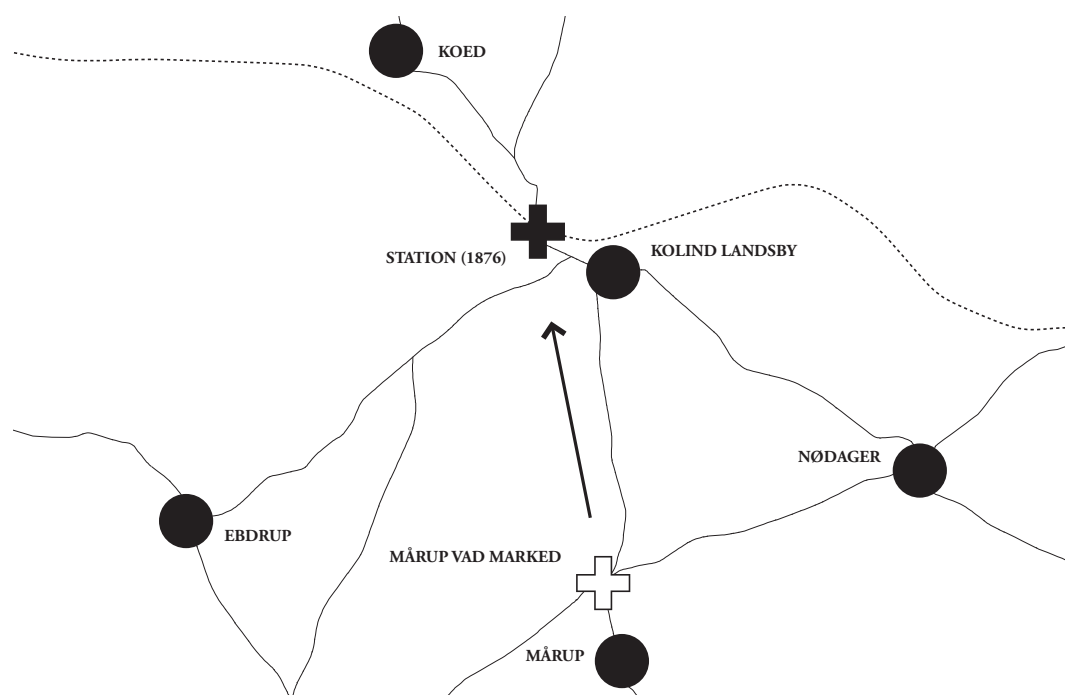 KOED
KOLIND LANDSBY
STATION (1876)
NØDAGER
EBDRUP
MÅRUP VAD MARKED
MÅRUP